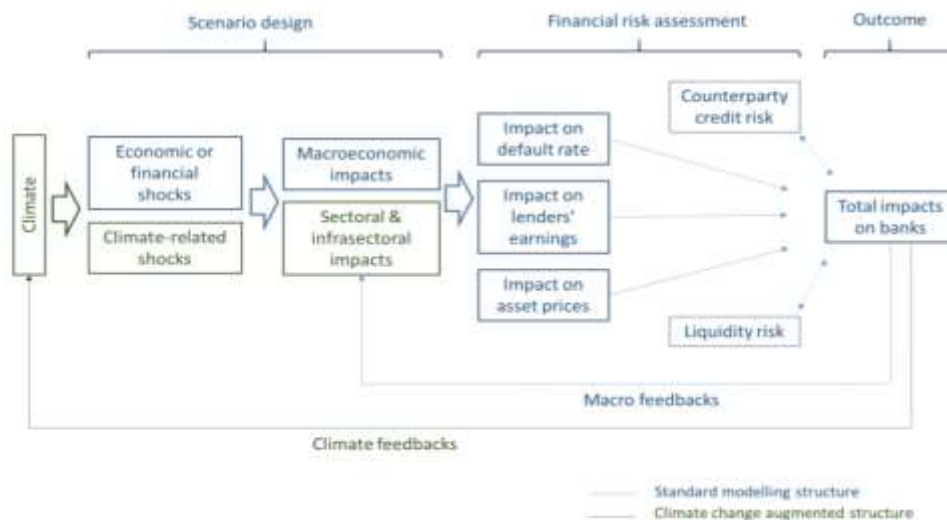 Scenario design
Financial risk assessment
Outcome
Climate
Economic or
financial
shocks
Climate-related
shocks
Macroeconomic
impacts
Sectoral &
infrasectoral
impacts
Impact on
default rate
Impact on
lenders'
earnings
Impact on
asset prices
Counterparty
credit risk
Liquidity risk
Total impacts
on banks
Macro feedbacks
Climate feedbacks
Standard modelling structure
Climate change augmented structure